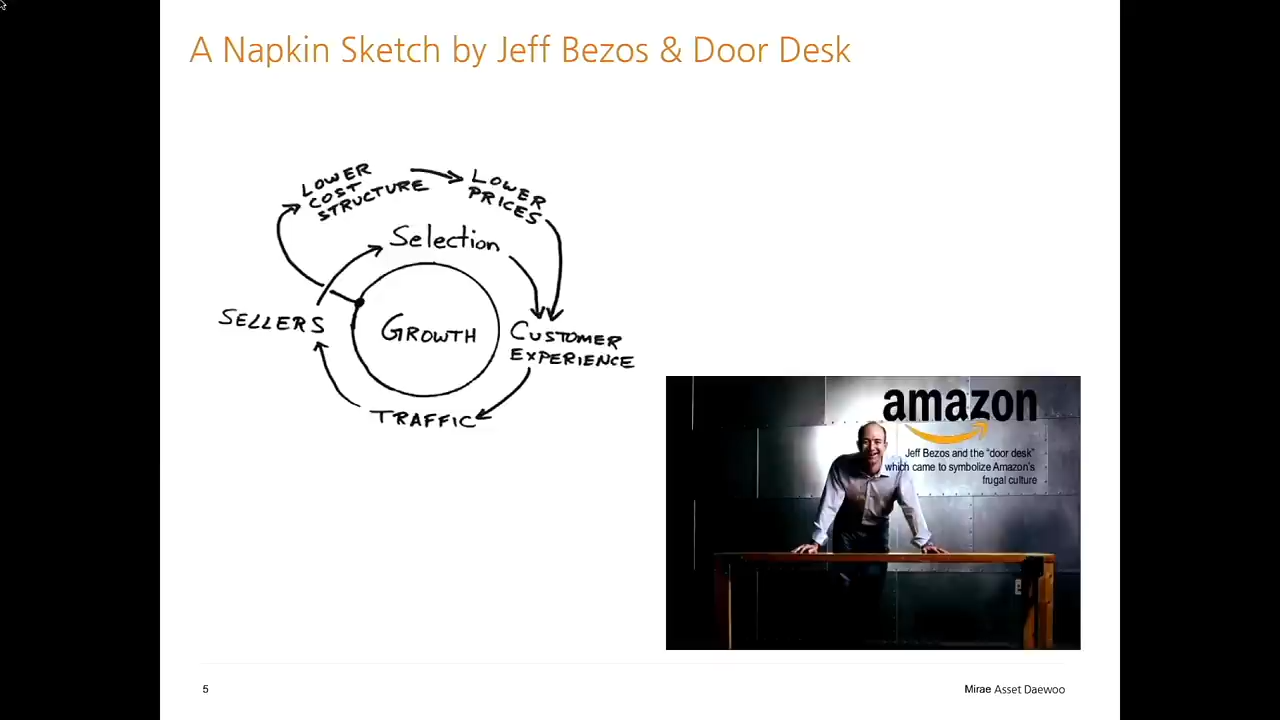 A Napkin Sketch by Jeff Bezos & Door Desk
LOWER
COST
STRUCTURE
LOWER
PRICES
Selection
SELLERS
GROWTH
CUSTOMER
EXPERIENCE
TRAFFIC
amazon
Jeff Bezos and the “door desk”
which came to symbolize Amazon's
frugal culture
5
Mirae Asset Daewoo